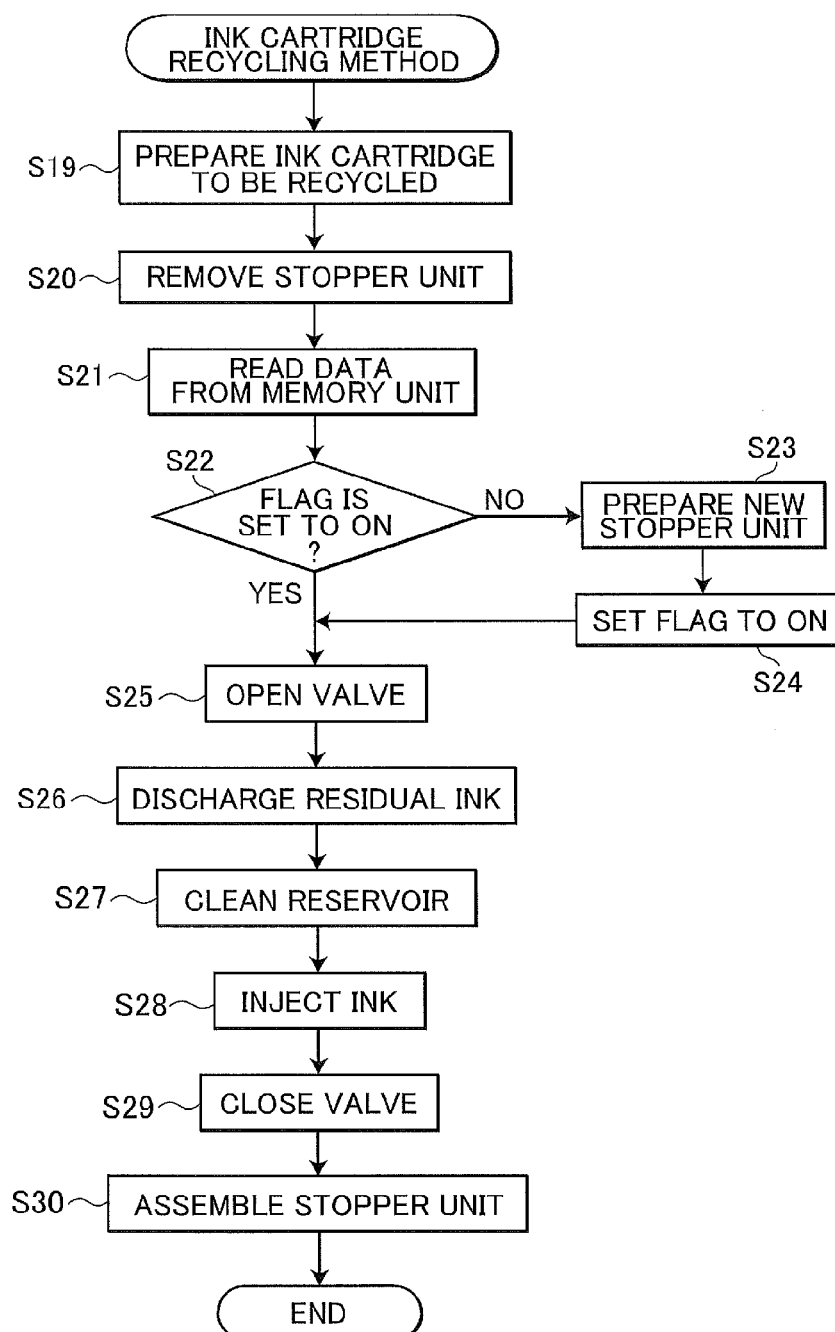 INK CARTRIDGE
RECYCLING METHOD
S19
PREPARE INK CARTRIDGE
TO BE RECYCLED
S20
REMOVE STOPPER UNIT
S21
READ DATA
FROM MEMORY UNIT
S22
FLAG IS
SET TO ON
?
NO
YES
S23
PREPARE NEW
STOPPER UNIT
SET FLAG TO ON
S24
S25
OPEN VALVE
S26
DISCHARGE RESIDUAL INK
S27
CLEAN RESERVOIR
S28
INJECT INK
S29
CLOSE VALVE
S30
ASSEMBLE STOPPER UNIT
END